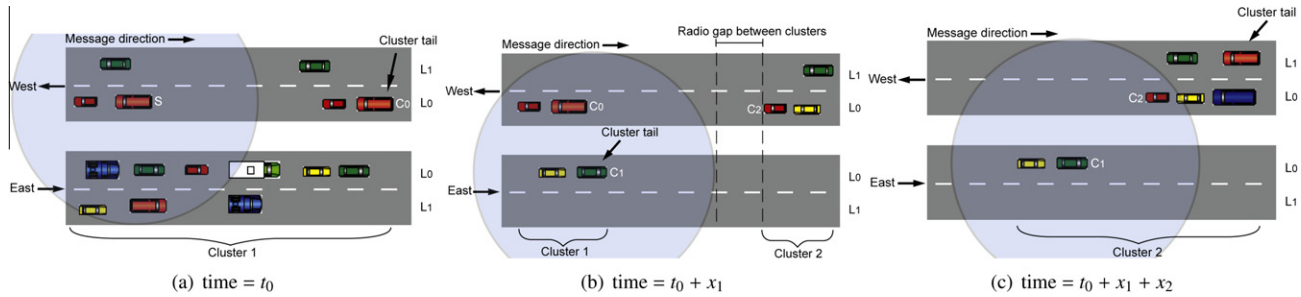 Message direction
Cluster tail
West
S
C0
L1
L0
East
L0
L1
Cluster 1
(a) time = t0
Radio gap between clusters
Message direction
West
C0
C2
L1
L0
Cluster tail
C1
East
L0
L1
Cluster 1
Cluster 2
(b) time = t0 + x1
Cluster tail
Message direction
West
C2
L1
L0
C1
East
L0
L1
Cluster 2
(c) time = t0 + x1 + x2